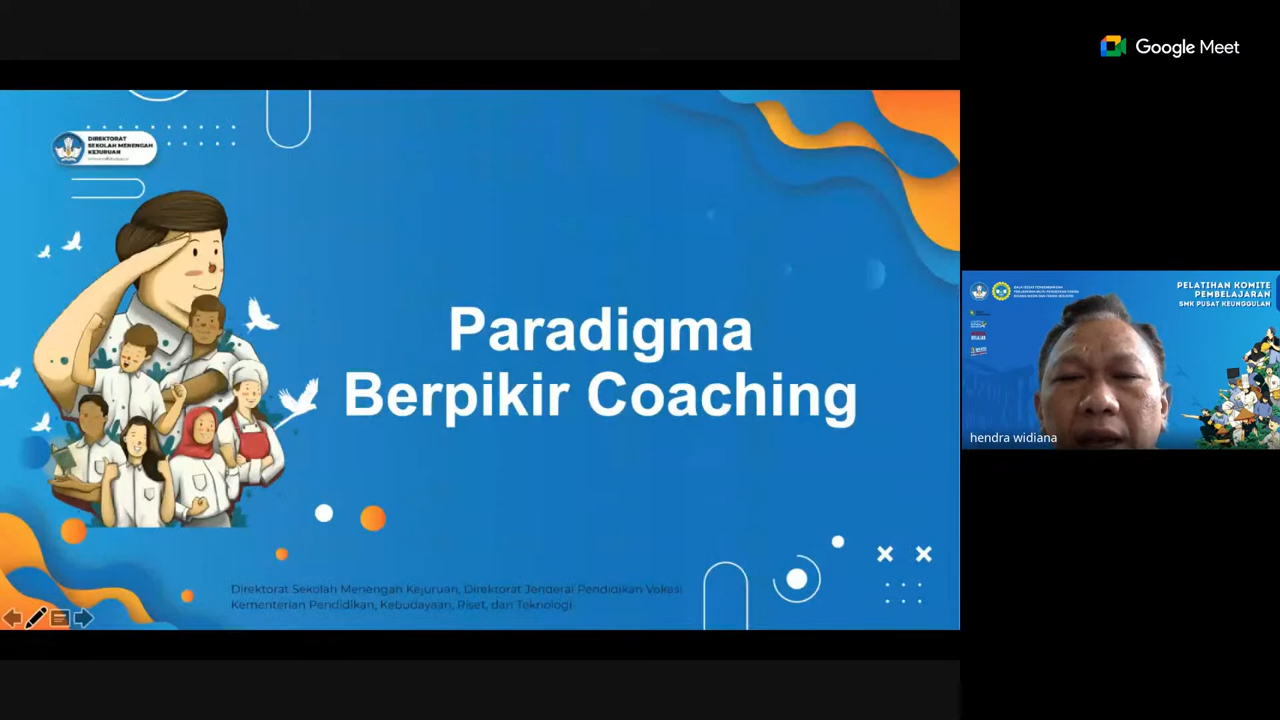 Google Meet
DIREKTORAT
SEKOLAH MENENGAH
KEJURUAN
Paradigma
Berpikir Coaching
Direktorat Sekolah Menengah Kejuruan, Direktorat Jenderal Pendidikan Vokasi
Kementerian Pendidikan, Kebudayaan, Riset, dan Teknologi
PELATIHAN KOMITE
PEMBELAJARAN
SMK PUSAT KEUNGGULAN
hendra widiana